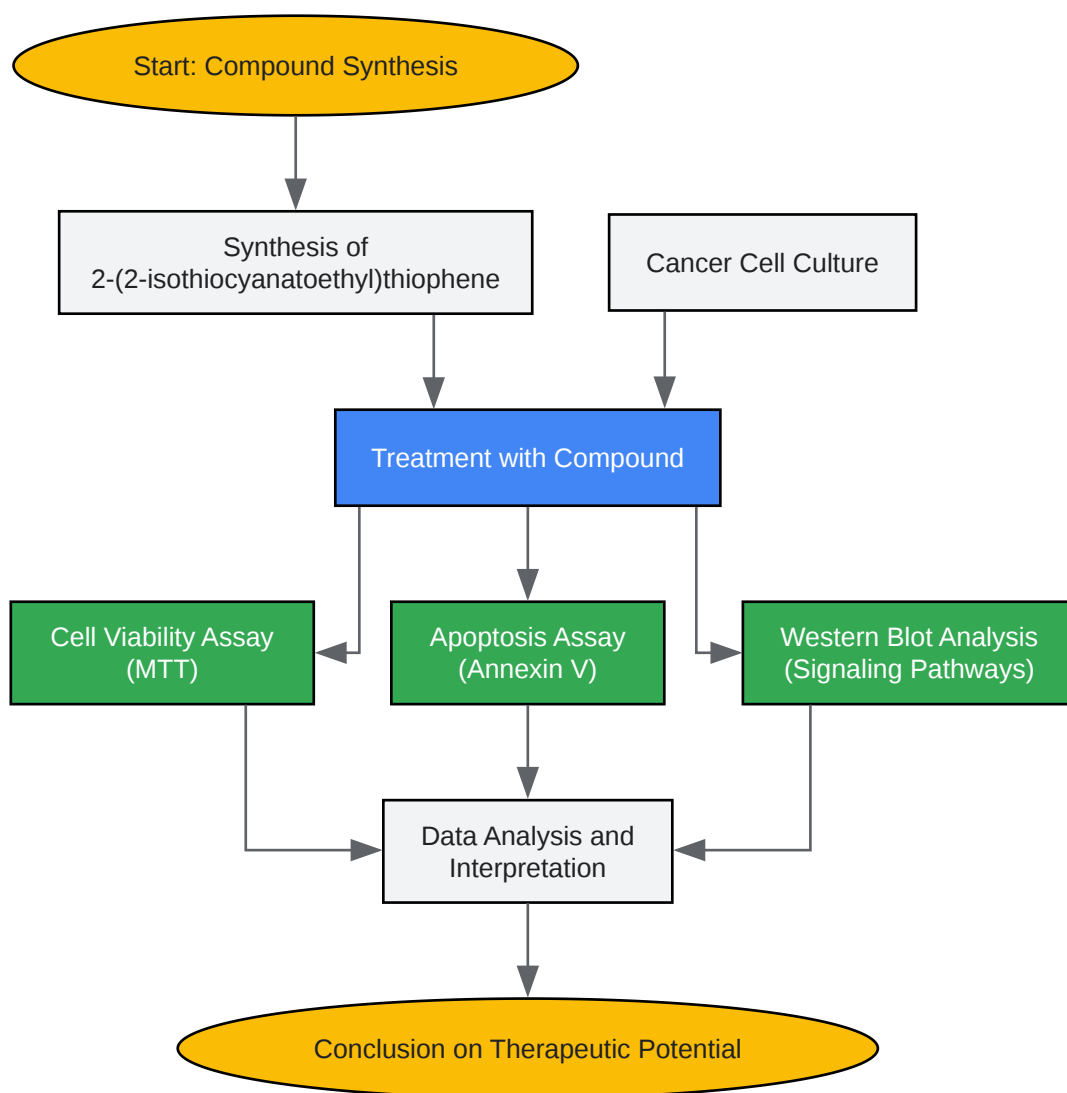 Start: Compound Synthesis
Synthesis of
2-(2-isothiocyanatoethyl)thiophene
Cancer Cell Culture
Treatment with Compound
Cell Viability Assay
(MTT)
Apoptosis Assay
(Annexin V)
Western Blot Analysis
(Signaling Pathways)
Data Analysis and
Interpretation
Conclusion on Therapeutic Potential